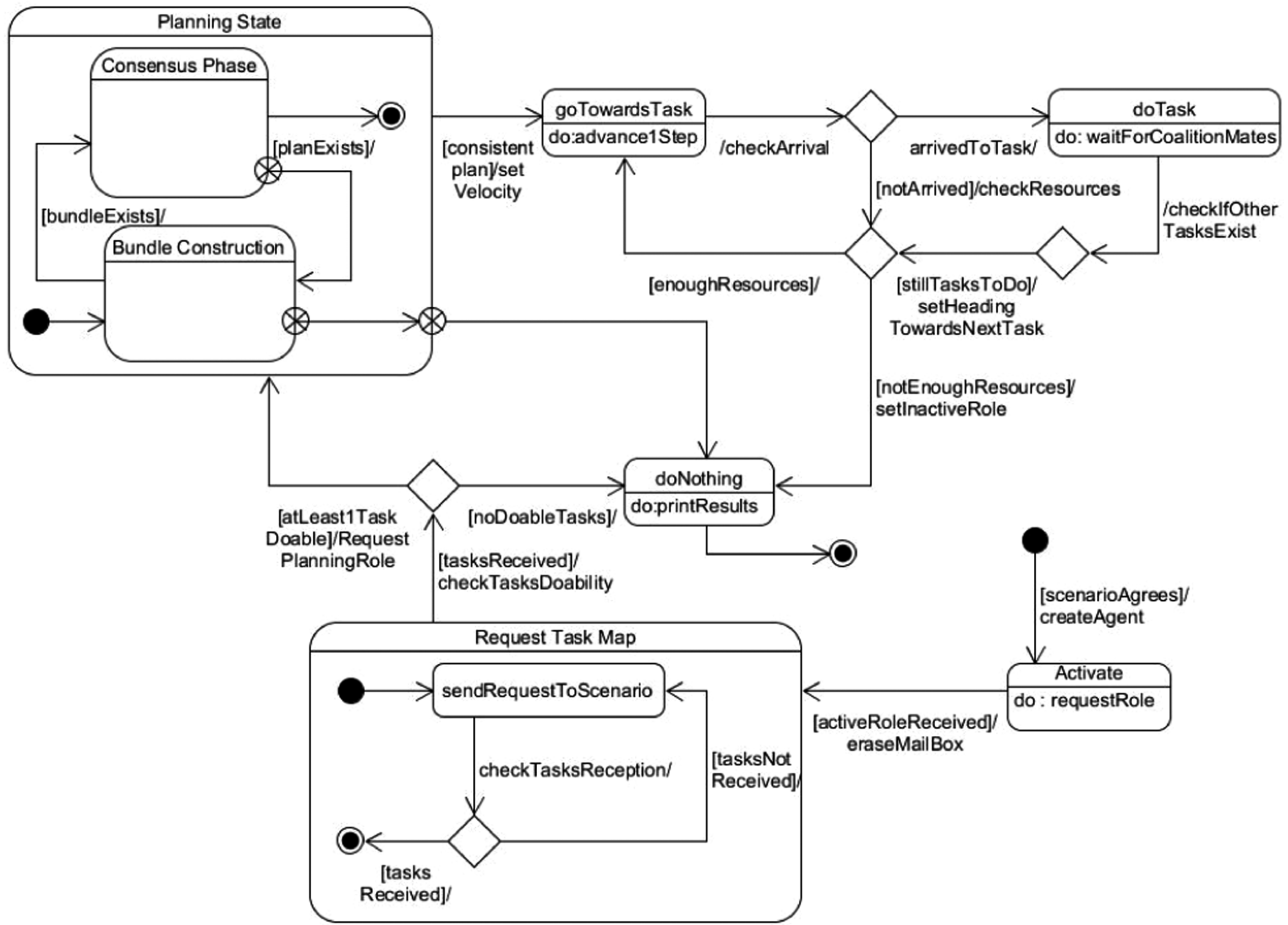 Planning State
Consensus Phase
[planExists]/
[bundleExists]/
Bundle Construction
[consistent
plan]/set
Velocity
goTowardsTask
do:advance1Step
/checkArrival
arrivedToTask/
doTask
do: waitForCoalitionMates
[notArrived]/checkResources
/checkIfOther
TasksExist
[enoughResources]/
[stillTasksToDo]/
setHeading
TowardsNextTask
[notEnoughResources]/
setInactiveRole
doNothing
do:printResults
[atLeast1Task
Doable]/Request
PlanningRole
[noDoableTasks]/
[tasksReceived]/
checkTasksDoability
[scenarioAgrees]/
createAgent
Activate
do : requestRole
[activeRoleReceived]/
eraseMailBox
Request Task Map
sendRequestToScenario
checkTasksReception/
[tasksNot
Received]/
[tasks
Received]/